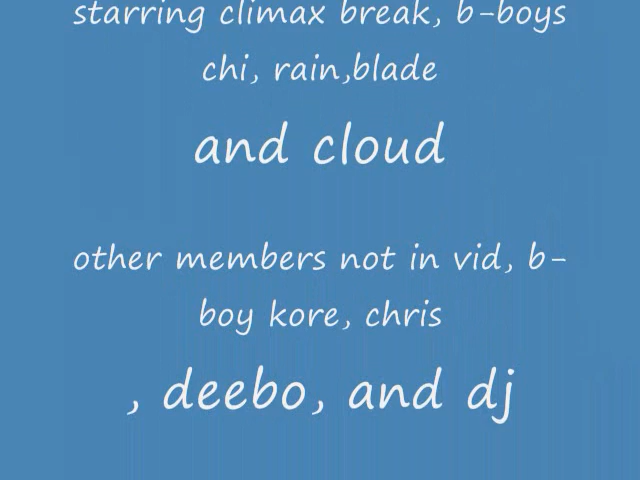 starring climax break, b-boys
chi, rain,blade
and cloud
other members not in vid, b-
boy kore, chris
, deebo, and dj